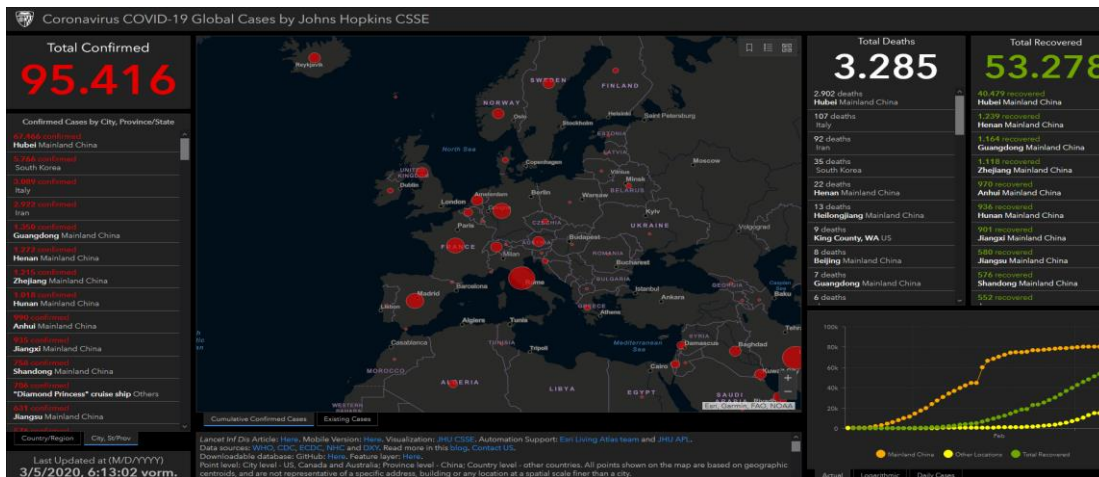 Coronavirus COVID-19 Global Cases by Johns Hopkins CSSE
Total Confirmed
95.416
Confirmed Cases by City, Province/State
67.466 confirmed
Hubei Mainland China
5.766 confirmed
South Korea
3.089 confirmed
Italy
2.922 confirmed
Iran
1.350 confirmed
Guangdong Mainland China
1.272 confirmed
Henan Mainland China
1.215 confirmed
Zhejiang Mainland China
1.018 confirmed
Hunan Mainland China
990 confirmed
Anhui Mainland China
935 confirmed
Jiangxi Mainland China
758 confirmed
Shandong Mainland China
706 confirmed
"Diamond Princess" cruise ship Others
631 confirmed
Jiangsu Mainland China
Country/Region
City, St/Prov
Last Updated at (M/D/YYYY)
3/5/2020, 6:13:02 vorm.
Reykjavik
SWEDEN
FINLAND
NORWAY
Oslo
Helsinki
Saint Petersburg
Stockholm
ESTONIA
LATVIA
North Sea
Moscow
Copenhagen
Vilnius
Minsk
BELARUS
UNITED
KINGDOM
Dublin
Amsterdam
Berlin
Warsaw
London
Kyiv
Paris
CZECHIA
UKRAINE
Volgograd
FRANCE
AUSTRIA
Budapest
Milan
ROMANIA
Bucharest
BULGARIA
GEORGIA
Caspian
Sea
Baku
Barcelona
Rome
Istanbul
Ankara
Madrid
Lisbon
GREECE
Athens
Algiers
Tunis
SYRIA
Casablanca
TUNISIA
Mediterranean
Sea
Damascus
Baghdad
Tripoli
Cairo
MOROCCO
ALGERIA
LIBYA
EGYPT
SAUDI
WESTERN
Esri, Garmin, FAO, NOAA
Cumulative Confirmed Cases
Existing Cases
Lancet Inf Dis Article: Here. Mobile Version: Here. Visualization: JHU CSSE. Automation Support: Esri Living Atlas team and JHU APL.
Data sources: WHO, CDC, ECDC, NHC and DXY. Read more in this blog. Contact US.
Downloadable database: GitHub: Here. Feature layer: Here.
Point level: City level - US, Canada and Australia; Province level - China; Country level - other countries. All points shown on the map are based on geographic
centroids, and are not representative of a specific address, building or any location at a spatial scale finer than a city.
Total Deaths
3.285
2.902 deaths
Hubei Mainland China
107 deaths
Italy
92 deaths
Iran
35 deaths
South Korea
22 deaths
Henan Mainland China
13 deaths
Heilongjiang Mainland China
9 deaths
King County, WA US
8 deaths
Beijing Mainland China
7 deaths
Guangdong Mainland China
6 deaths
Total Recovered
53.278
40.479 recovered
Hubei Mainland China
1.239 recovered
Henan Mainland China
1.164 recovered
Guangdong Mainland China
1.118 recovered
Zhejiang Mainland China
970 recovered
Anhui Mainland China
936 recovered
Hunan Mainland China
901 recovered
Jiangxi Mainland China
580 recovered
Jiangsu Mainland China
576 recovered
Shandong Mainland China
552 recovered
100k
80k
60k
40k
20k
0
Feb
Mainland China
Other Locations
Total Recovered
Actual
Logarithmic
Daily Cases